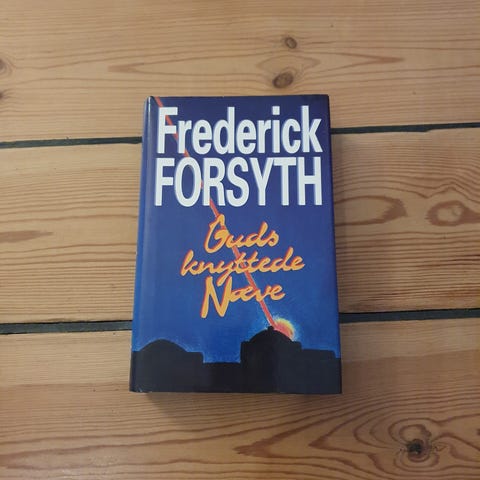 Frederick
FORSYTH
Guds
knyttede
Næve